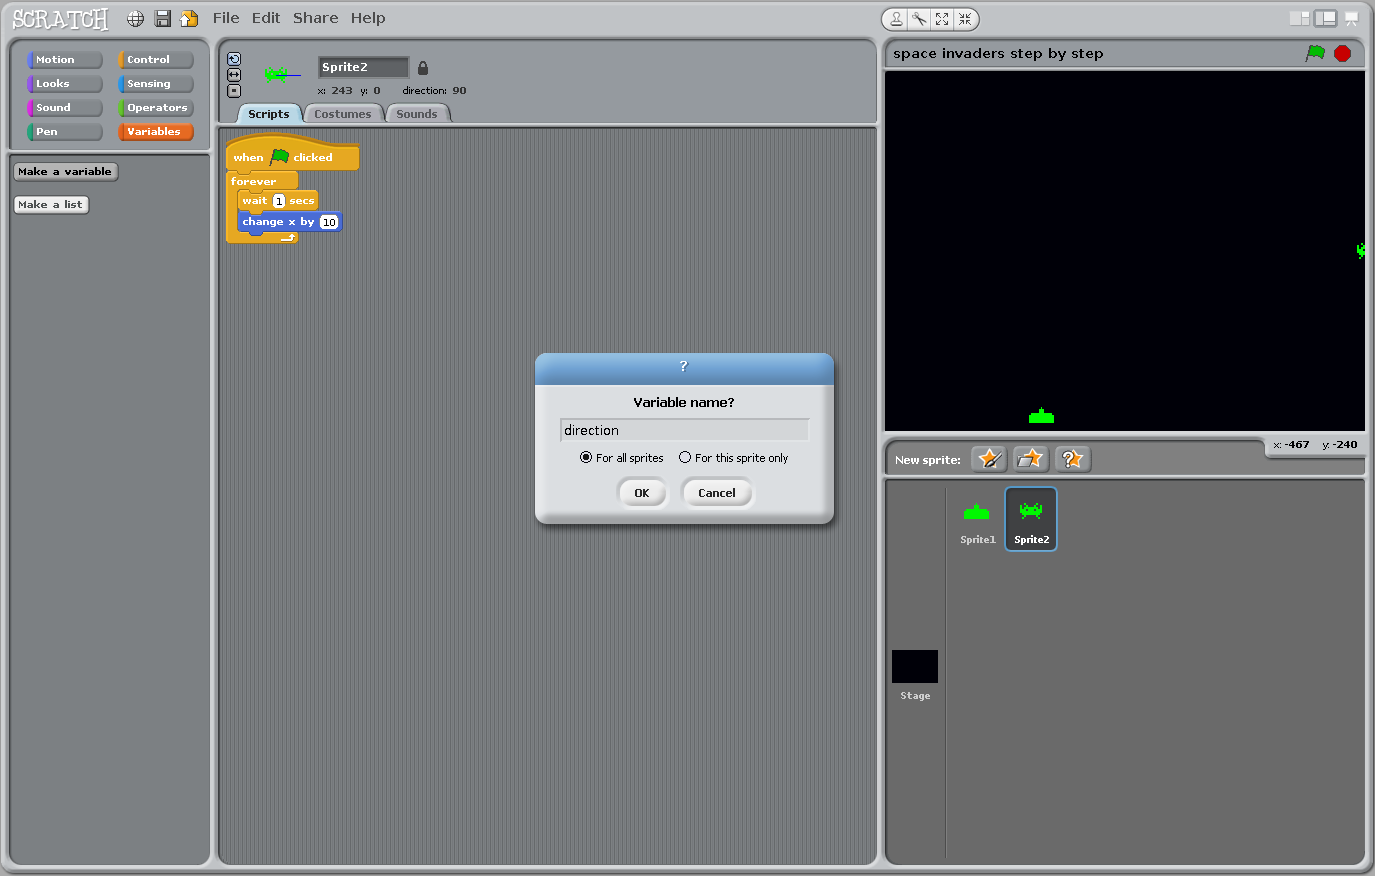 SCRATCH
File Edit Share Help
Motion Control
Looks Sensing
Sound Operators
Pen Variables
Make a variable
Make a list
Sprite2
x: 243 y: 0 direction: 90
Scripts Costumes Sounds
when clicked
forever
wait 1 secs
change x by 10
?
Variable name?
direction
For all sprites For this sprite only
OK Cancel
space invaders step by step
x: -467 y: -240
New sprite:
Sprite1 Sprite2
Stage